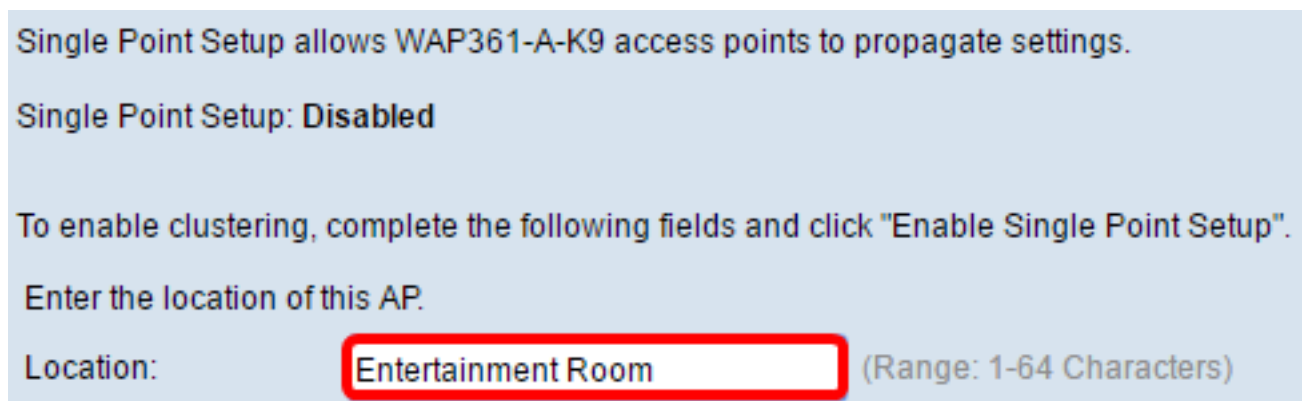 Single Point Setup allows WAP361-A-K9 access points to propagate settings.
Single Point Setup: Disabled
To enable clustering, complete the following fields and click "Enable Single Point Setup".
Enter the location of this AP.
Location: Entertainment Room (Range: 1-64 Characters)